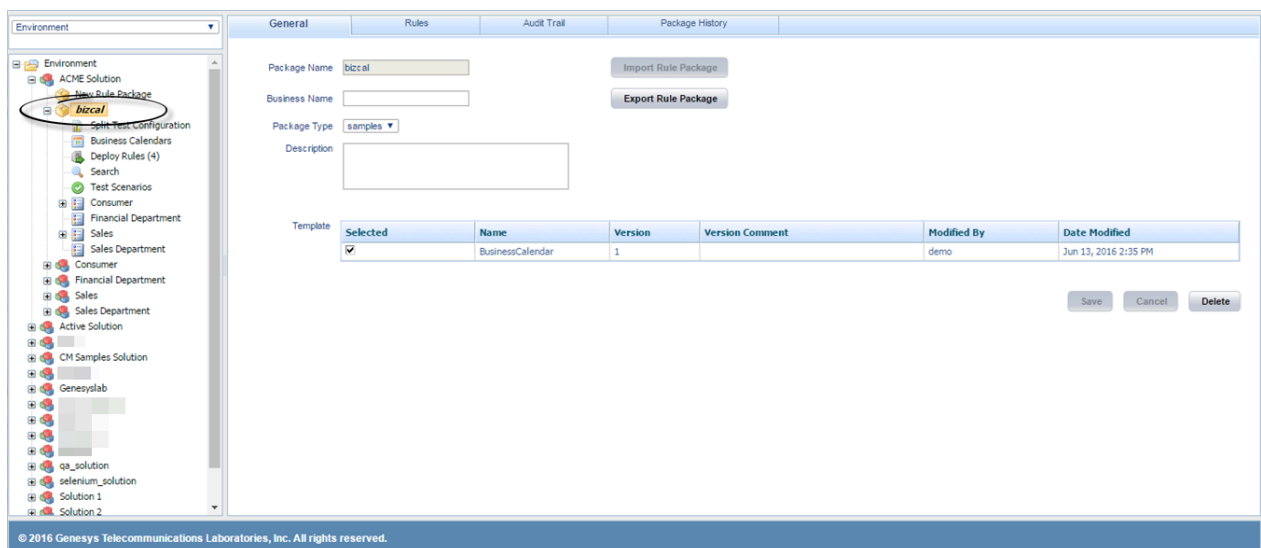 Environment
Environment
ACME Solution
New Rule Package
bizcal
Split Test Configuration
Business Calendars
Deploy Rules (4)
Search
Test Scenarios
Consumer
Financial Department
Sales
Sales Department
Consumer
Financial Department
Sales
Sales Department
Active Solution
CM Samples Solution
Genesyslab
qa_solution
selenium_solution
Solution 1
Solution 2
General Rules Audit Trail Package History
Package Name bizcal Import Rule Package
Business Name Export Rule Package
Package Type samples
Description
Template
Selected Name Version Version Comment Modified By Date Modified
BusinessCalendar 1 demo Jun 13, 2016 2:35 PM
Save Cancel Delete
© 2016 Genesys Telecommunications Laboratories, Inc. All rights reserved.